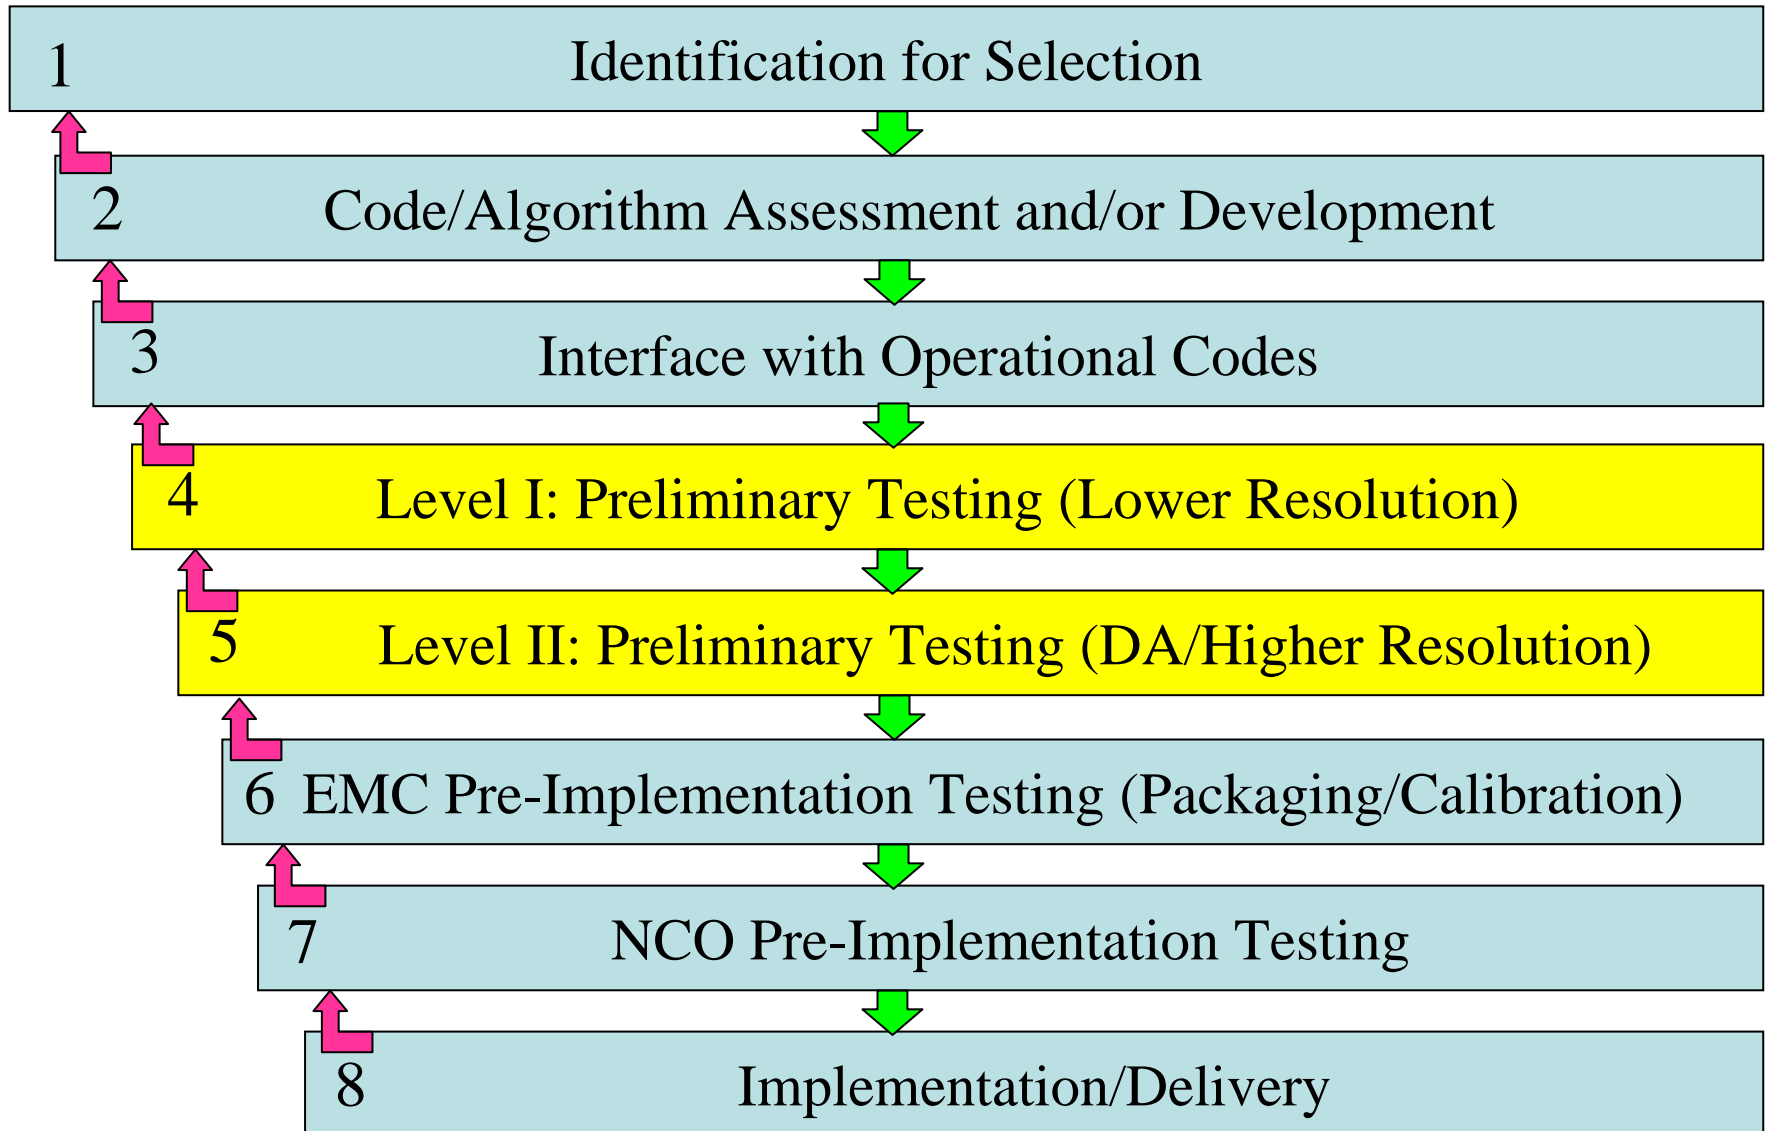 1 Identification for Selection
2 Code/Algorithm Assessment and/or Development
3 Interface with Operational Codes
4 Level I: Preliminary Testing (Lower Resolution)
5 Level II: Preliminary Testing (DA/Higher Resolution)
6 EMC Pre-Implementation Testing (Packaging/Calibration)
7 NCO Pre-Implementation Testing
8 Implementation/Delivery